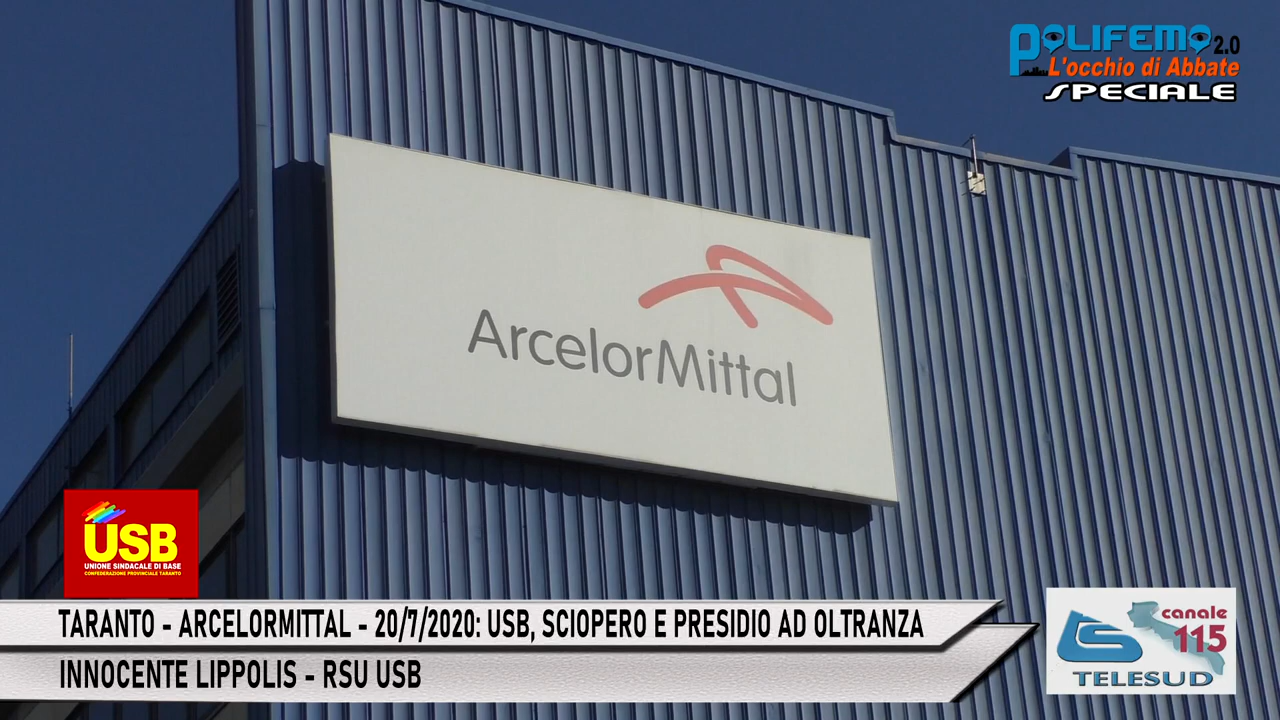 POLIFEMO 2.0
L'occhio di Abbate
SPECIALE
ArcelorMittal
USB
UNIONE SINDACALE DI BASE
CONFEDERAZIONE PROVINCIALE TARANTO
TARANTO - ARCELORMITTAL - 20/7/2020: USB, SCIOPERO E PRESIDIO AD OLTRANZA
INNOCENTE LIPPOLIS - RSU USB
canale
115
TELESUD